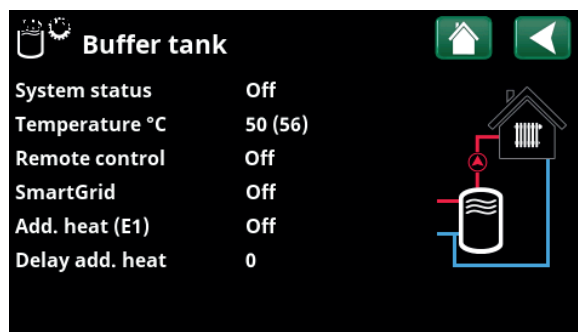 Buffer tank
System status Off
Temperature °C 50 (56)
Remote control Off
SmartGrid Off
Add. heat (E1) Off
Delay add. heat 0